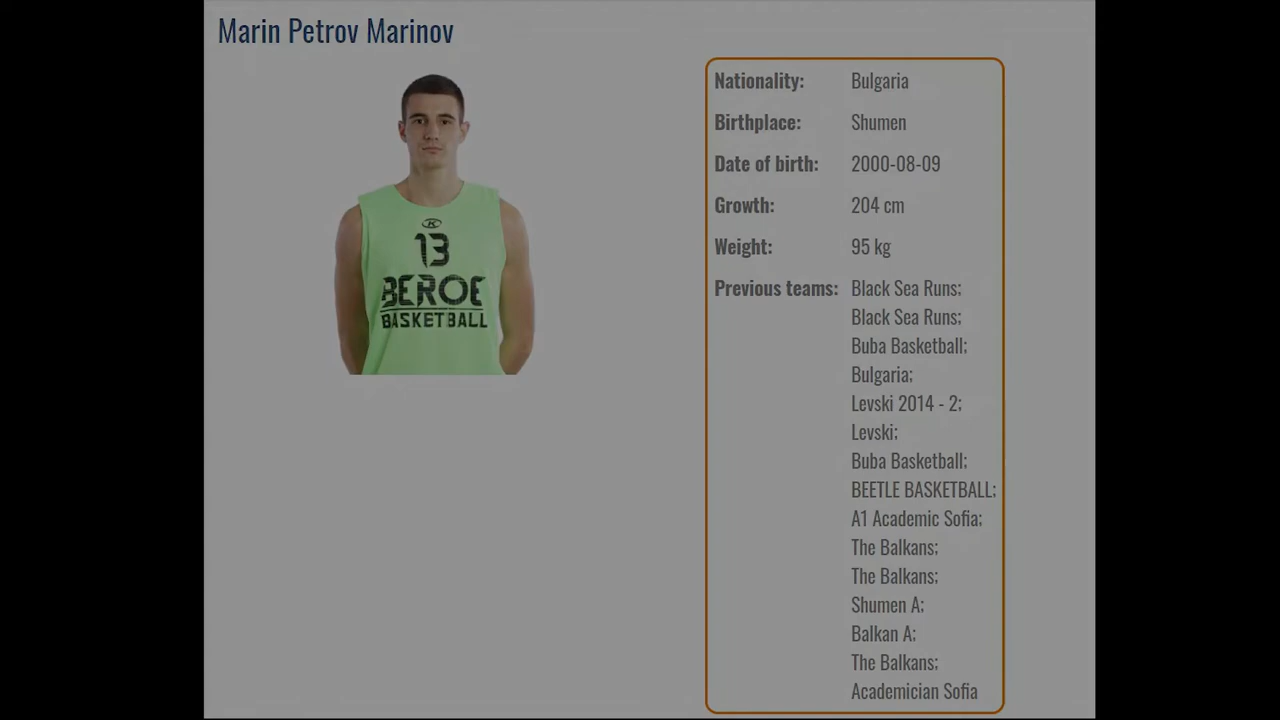 Marin Petrov Marinov
Nationality: Bulgaria
Birthplace: Shumen
Date of birth: 2000-08-09
Growth: 204 cm
Weight: 95 kg
Previous teams: Black Sea Runs;
Black Sea Runs;
Buba Basketball;
Bulgaria;
Levski 2014 - 2;
Levski;
Buba Basketball;
BEETLE BASKETBALL;
A1 Academic Sofia;
The Balkans;
The Balkans;
Shumen A;
Balkan A;
The Balkans;
Academician Sofia
K
13
BEROE
BASKETBALL